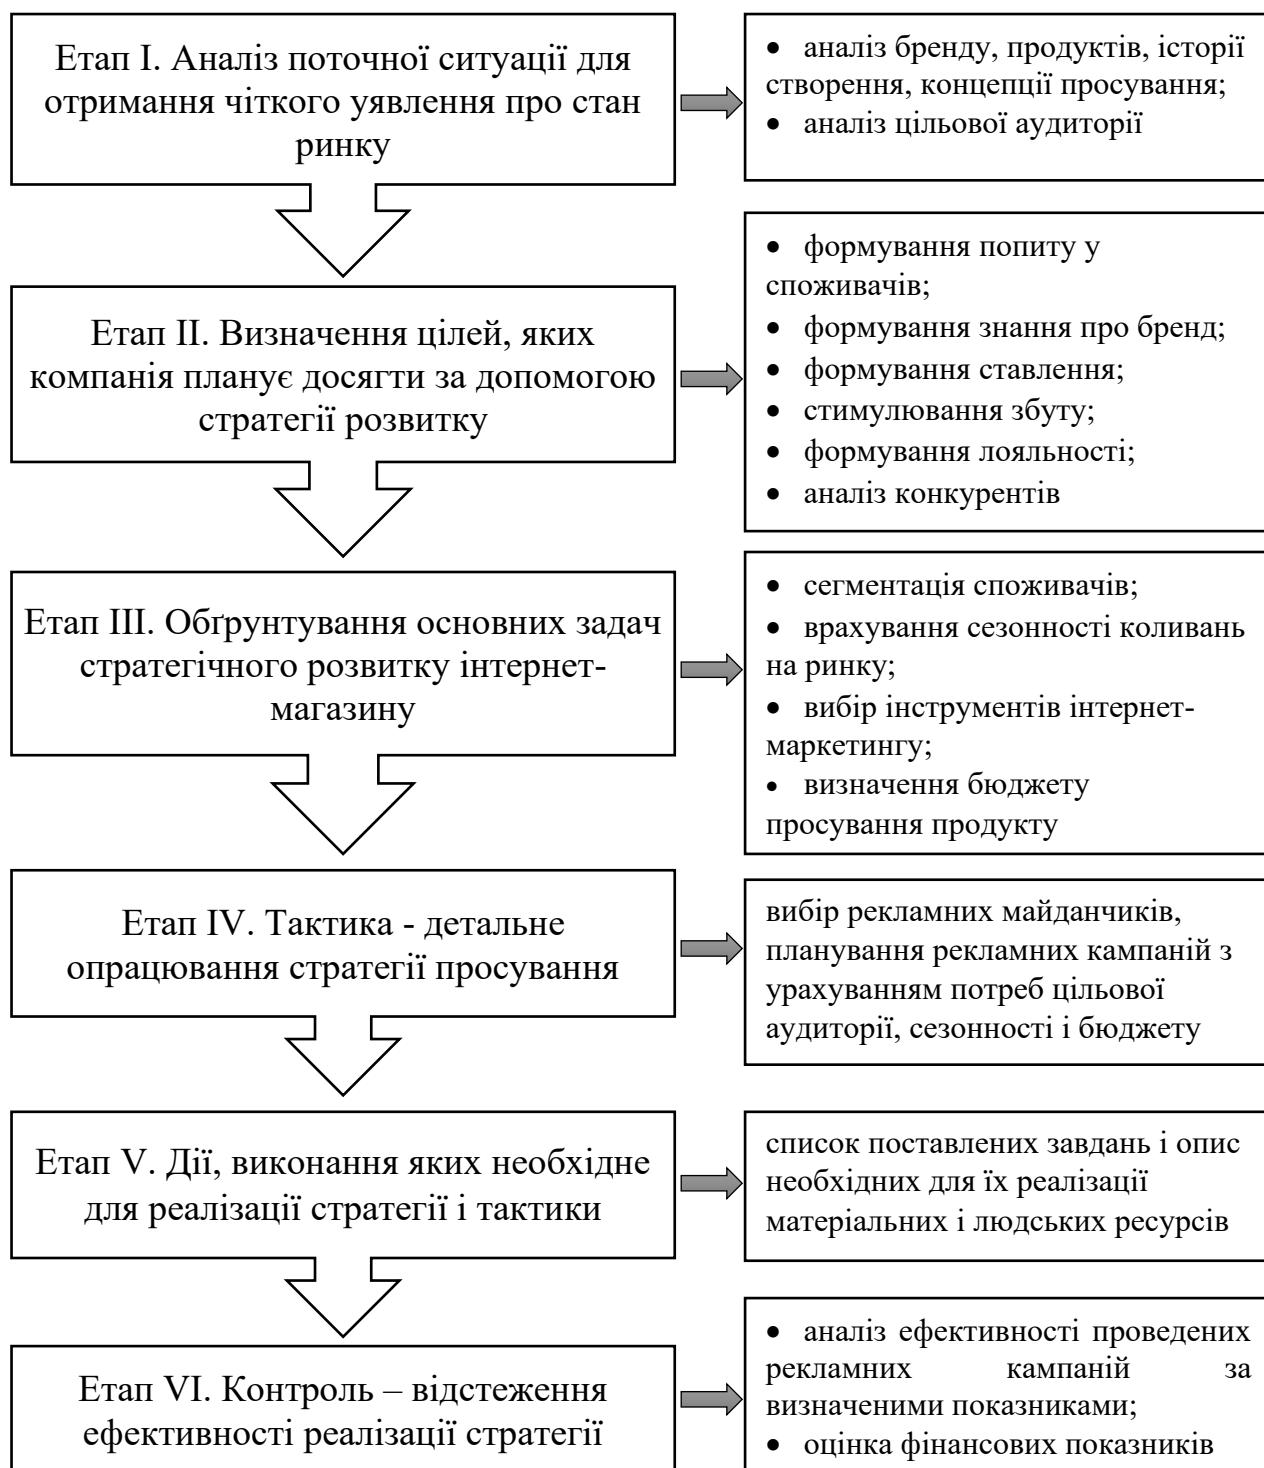 Етап I. Аналіз поточної ситуації для
отримання чіткого уявлення про стан
ринку
• аналіз бренду, продуктів, історії
створення, концепції просування;
• аналіз цільової аудиторії
Етап II. Визначення цілей, яких
компанія планує досягти за допомогою
стратегії розвитку
• формування попиту у
споживачів;
• формування знання про бренд;
• формування ставлення;
• стимулювання збуту;
• формування лояльності;
• аналіз конкурентів
Етап III. Обґрунтування основних задач
стратегічного розвитку інтернет-
магазину
• сегментація споживачів;
• врахування сезонності коливань
на ринку;
• вибір інструментів інтернет-
маркетингу;
• визначення бюджету
просування продукту
Етап IV. Тактика - детальне
опрацювання стратегії просування
вибір рекламних майданчиків,
планування рекламних кампаній з
урахуванням потреб цільової
аудиторії, сезонності і бюджету
Етап V. Дії, виконання яких необхідне
для реалізації стратегії і тактики
список поставлених завдань і опис
необхідних для їх реалізації
матеріальних і людських ресурсів
Етап VI. Контроль – відстеження
ефективності реалізації стратегії
• аналіз ефективності проведених
рекламних кампаній за
визначеними показниками;
• оцінка фінансових показників